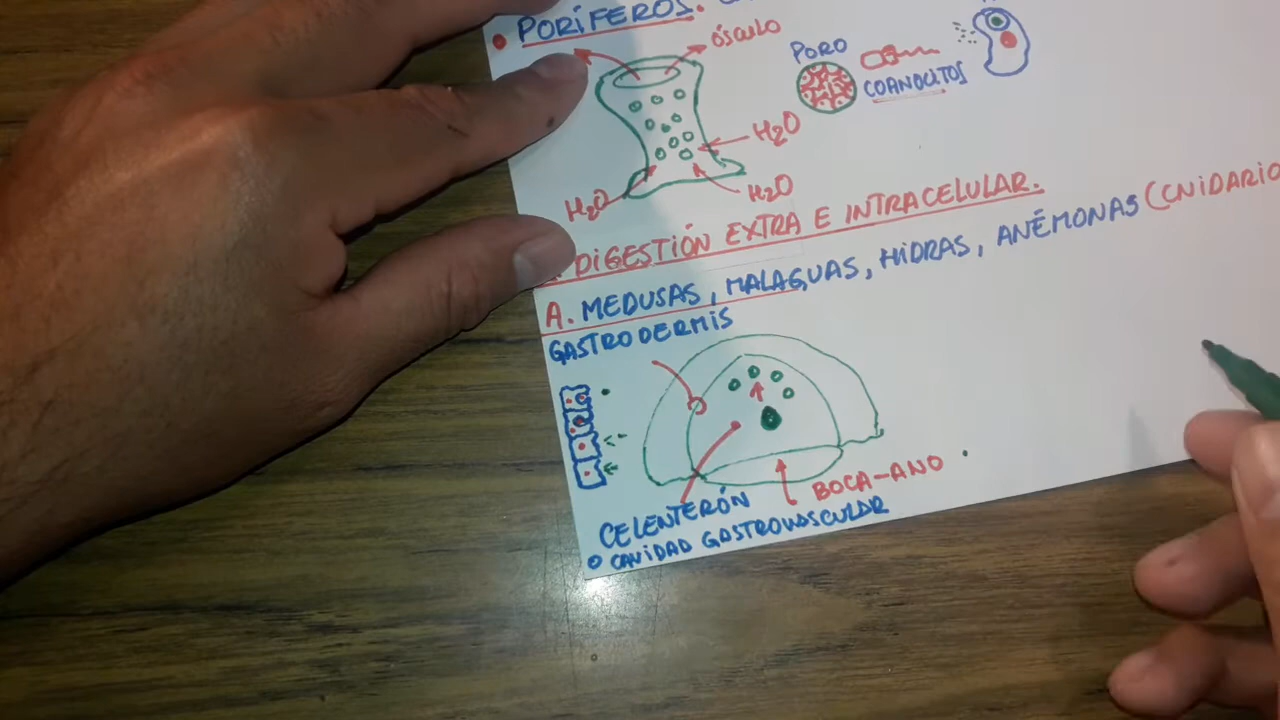 PORÍFEROS.
ÓSCULO
PORO
COANOCITOS
H2O
H2O
H2O
DIGESTIÓN EXTRA E INTRACELULAR.
A. MEDUSAS, MALAGUAS, HIDRAS, ANÉMONAS (CNIDARIO
GASTRODERMIS
BOCA-ANO
CELENTERÓN
O CAVIDAD GASTROVASCULAR